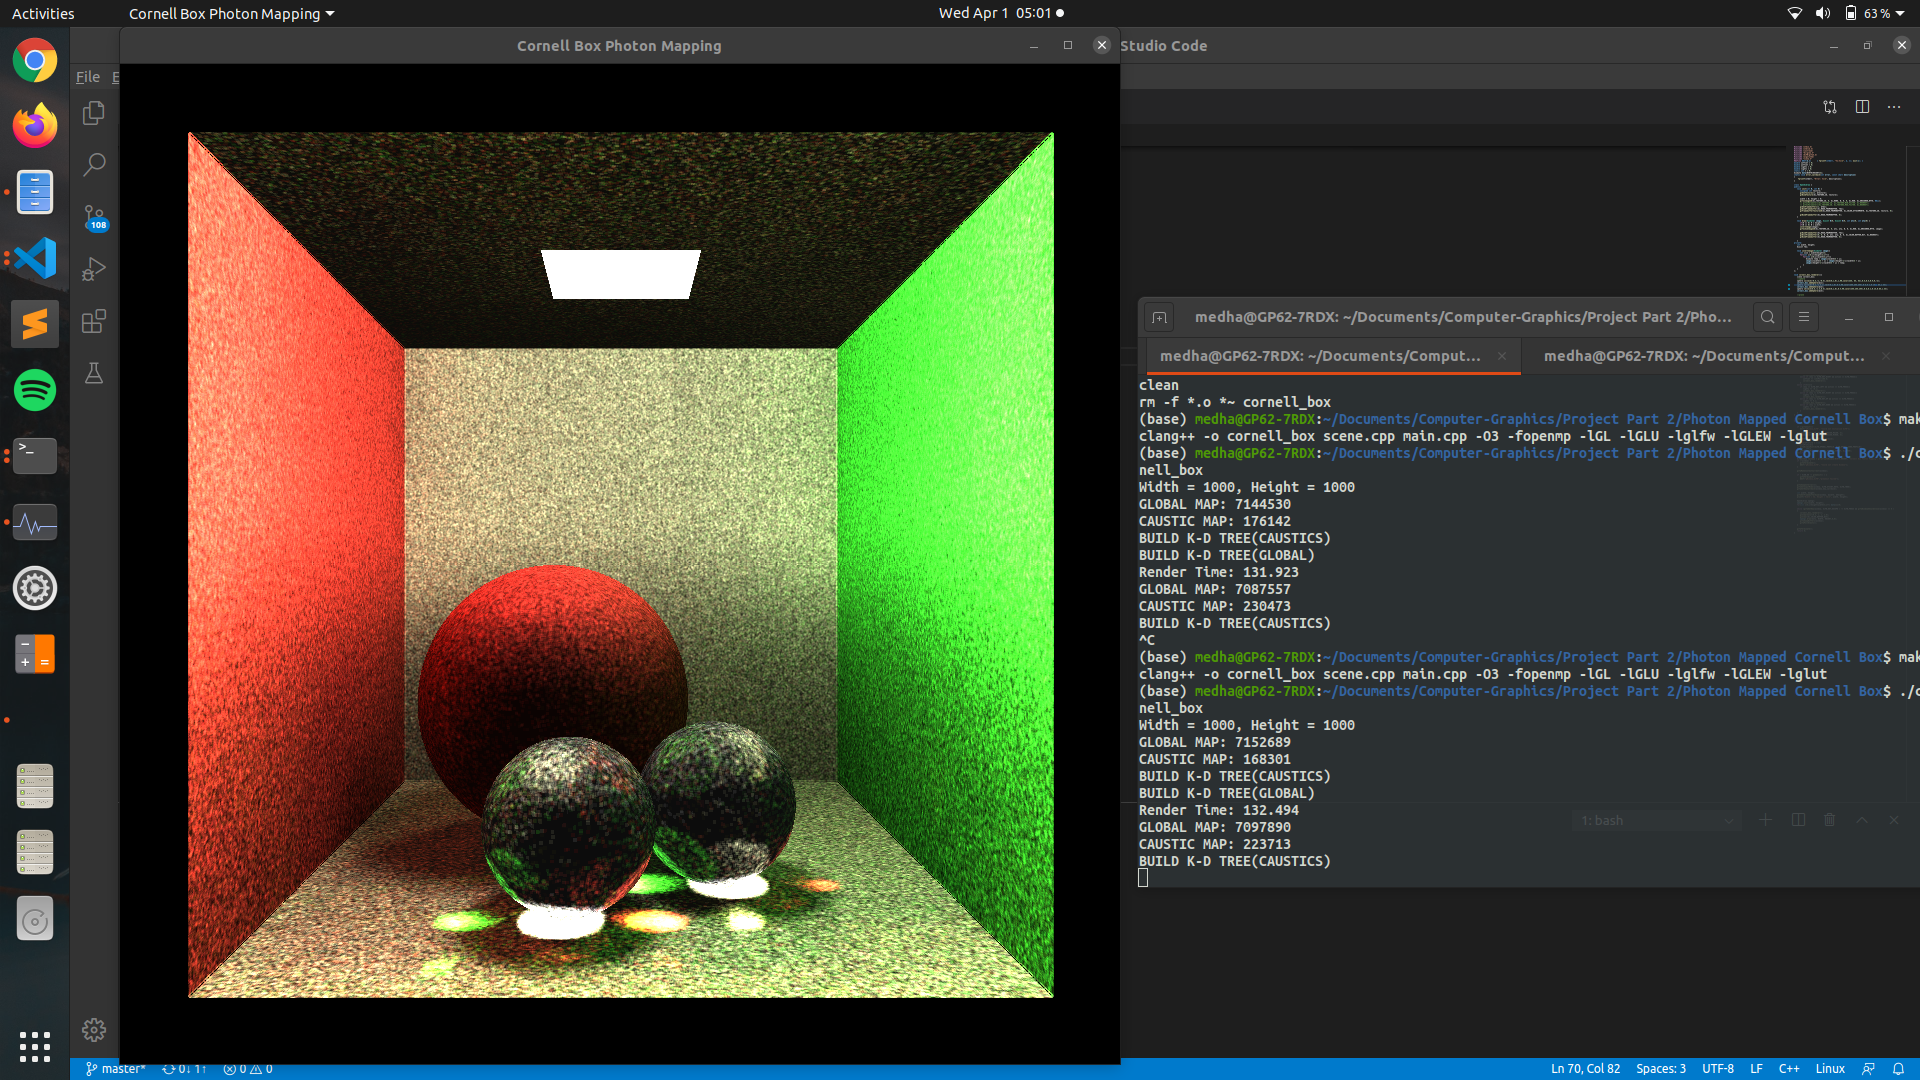 Activities
Cornell Box Photon Mapping
Wed Apr 1 05:01
63 %
Cornell Box Photon Mapping
Studio Code
File E
108
medha@GP62-7RDX: ~/Documents/Computer-Graphics/Project Part 2/Pho...
medha@GP62-7RDX: ~/Documents/Comput...
medha@GP62-7RDX: ~/Documents/Comput...
clean
rm -f *.o *~ cornell_box
(base) medha@GP62-7RDX:~/Documents/Computer-Graphics/Project Part 2/Photon Mapped Cornell Box$ mak
clang++ -o cornell_box scene.cpp main.cpp -O3 -fopenmp -lGL -lGLU -lglfw -lGLEW -lglut
(base) medha@GP62-7RDX:~/Documents/Computer-Graphics/Project Part 2/Photon Mapped Cornell Box$ ./c
nell_box
Width = 1000, Height = 1000
GLOBAL MAP: 7144530
CAUSTIC MAP: 176142
BUILD K-D TREE(CAUSTICS)
BUILD K-D TREE(GLOBAL)
Render Time: 131.923
GLOBAL MAP: 7087557
CAUSTIC MAP: 230473
BUILD K-D TREE(CAUSTICS)
^C
(base) medha@GP62-7RDX:~/Documents/Computer-Graphics/Project Part 2/Photon Mapped Cornell Box$ mak
clang++ -o cornell_box scene.cpp main.cpp -O3 -fopenmp -lGL -lGLU -lglfw -lGLEW -lglut
(base) medha@GP62-7RDX:~/Documents/Computer-Graphics/Project Part 2/Photon Mapped Cornell Box$ ./c
nell_box
Width = 1000, Height = 1000
GLOBAL MAP: 7152689
CAUSTIC MAP: 168301
BUILD K-D TREE(CAUSTICS)
BUILD K-D TREE(GLOBAL)
Render Time: 132.494
GLOBAL MAP: 7097890
CAUSTIC MAP: 223713
BUILD K-D TREE(CAUSTICS)
1: bash
master* 0↓ 1↑ 0 0
Ln 70, Col 82 Spaces: 3 UTF-8 LF C++ Linux